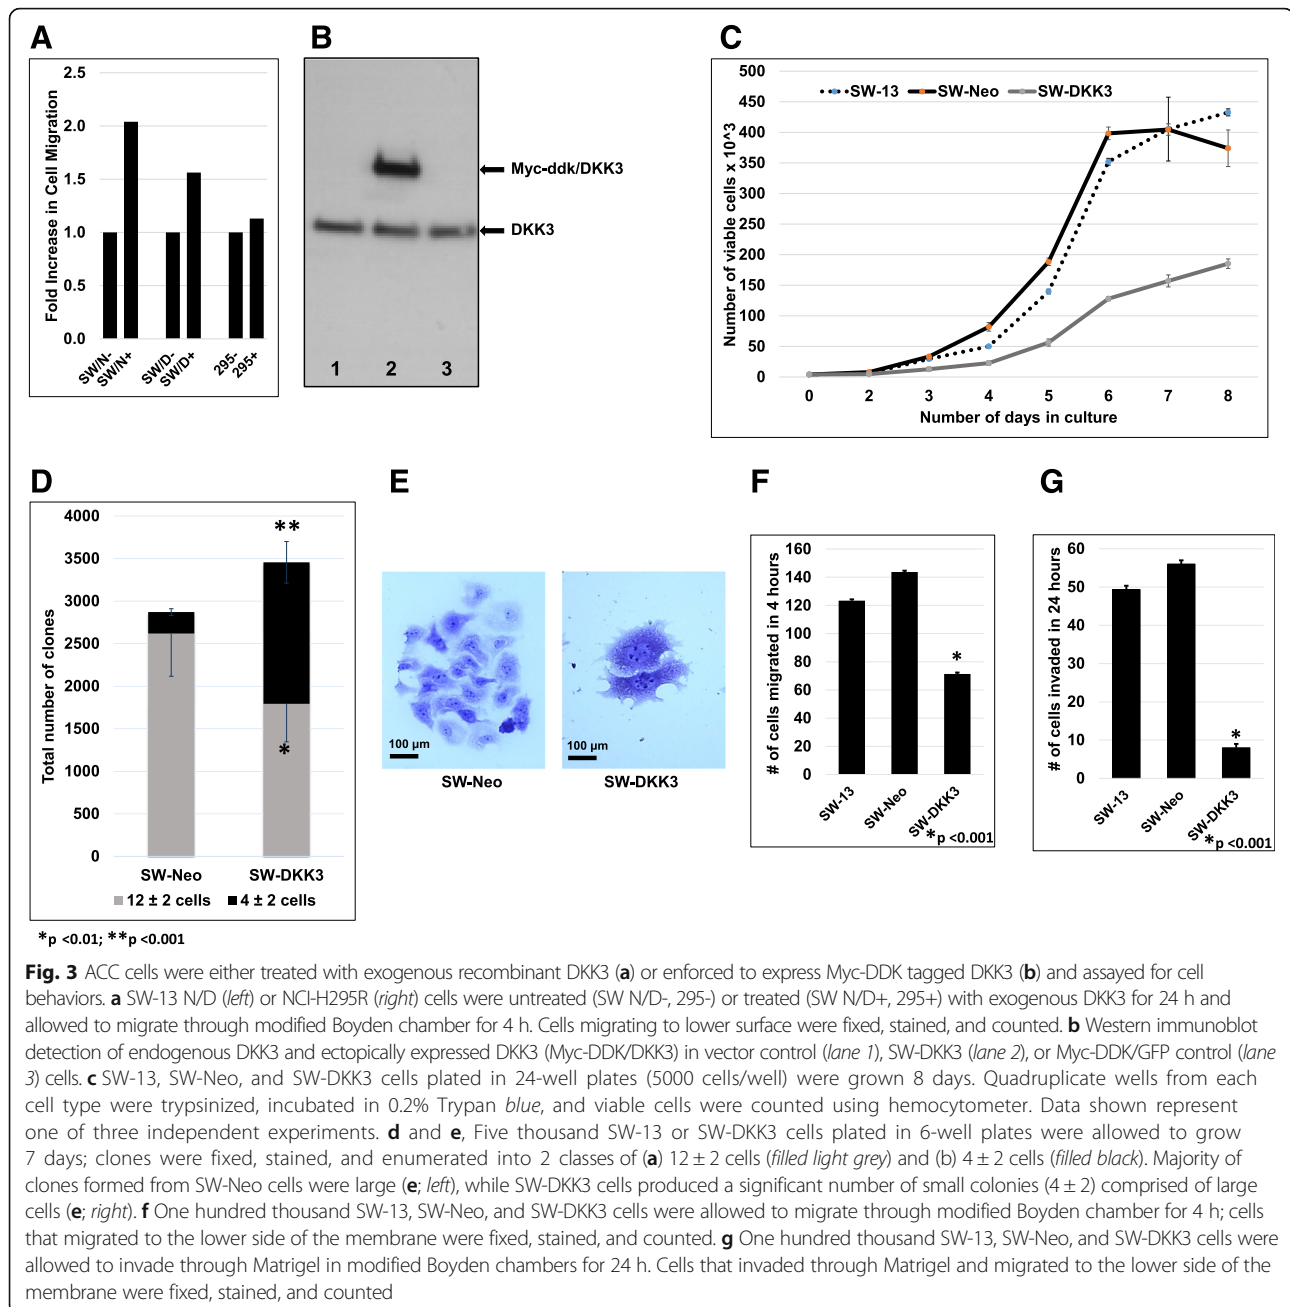 A
2.5
2.0
1.5
1.0
0.5
0.0
Fold Increase in Cell Migration
SW/N-
SW/N+
SW/D-
SW/D+
295-
295+
B
Myc-ddk/DKK3
DKK3
1 2 3
C
500
450
400
350
300
250
200
150
100
50
0
Number of viable cells x 10^3
SW-13 SW-Neo SW-DKK3
0 2 3 4 5 6 7 8
Number of days in culture
D
4000
3500
3000
2500
2000
1500
1000
500
0
Total number of clones
**
*
SW-Neo SW-DKK3
12 ± 2 cells 4 ± 2 cells
*p <0.01; **p <0.001
E
100 µm
100 µm
SW-Neo SW-DKK3
F
160
140
120
100
80
60
40
20
0
# of cells migrated in 4 hours
*
SW-13
SW-Neo
SW-DKK3
*p <0.001
G
60
50
40
30
20
10
0
# of cells invaded in 24 hours
*
SW-13
SW-Neo
SW-DKK3
*p <0.001
Fig. 3 ACC cells were either treated with exogenous recombinant DKK3 (a) or enforced to express Myc-DDK tagged DKK3 (b) and assayed for cell
behaviors. a SW-13 N/D (left) or NCI-H295R (right) cells were untreated (SW N/D-, 295-) or treated (SW N/D+, 295+) with exogenous DKK3 for 24 h and
allowed to migrate through modified Boyden chamber for 4 h. Cells migrating to lower surface were fixed, stained, and counted. b Western immunoblot
detection of endogenous DKK3 and ectopically expressed DKK3 (Myc-DDK/DKK3) in vector control (lane 1), SW-DKK3 (lane 2), or Myc-DDK/GFP control (lane
3) cells. c SW-13, SW-Neo, and SW-DKK3 cells plated in 24-well plates (5000 cells/well) were grown 8 days. Quadruplicate wells from each
cell type were trypsinized, incubated in 0.2% Trypan blue, and viable cells were counted using hemocytometer. Data shown represent
one of three independent experiments. d and e, Five thousand SW-13 or SW-DKK3 cells plated in 6-well plates were allowed to grow
7 days; clones were fixed, stained, and enumerated into 2 classes of (a) 12 ± 2 cells (filled light grey) and (b) 4 ± 2 cells (filled black). Majority of
clones formed from SW-Neo cells were large (e; left), while SW-DKK3 cells produced a significant number of small colonies (4 ± 2) comprised of large
cells (e; right). f One hundred thousand SW-13, SW-Neo, and SW-DKK3 cells were allowed to migrate through modified Boyden chamber for 4 h; cells
that migrated to the lower side of the membrane were fixed, stained, and counted. g One hundred thousand SW-13, SW-Neo, and SW-DKK3 cells were
allowed to invade through Matrigel in modified Boyden chambers for 24 h. Cells that invaded through Matrigel and migrated to the lower side of the
membrane were fixed, stained, and counted